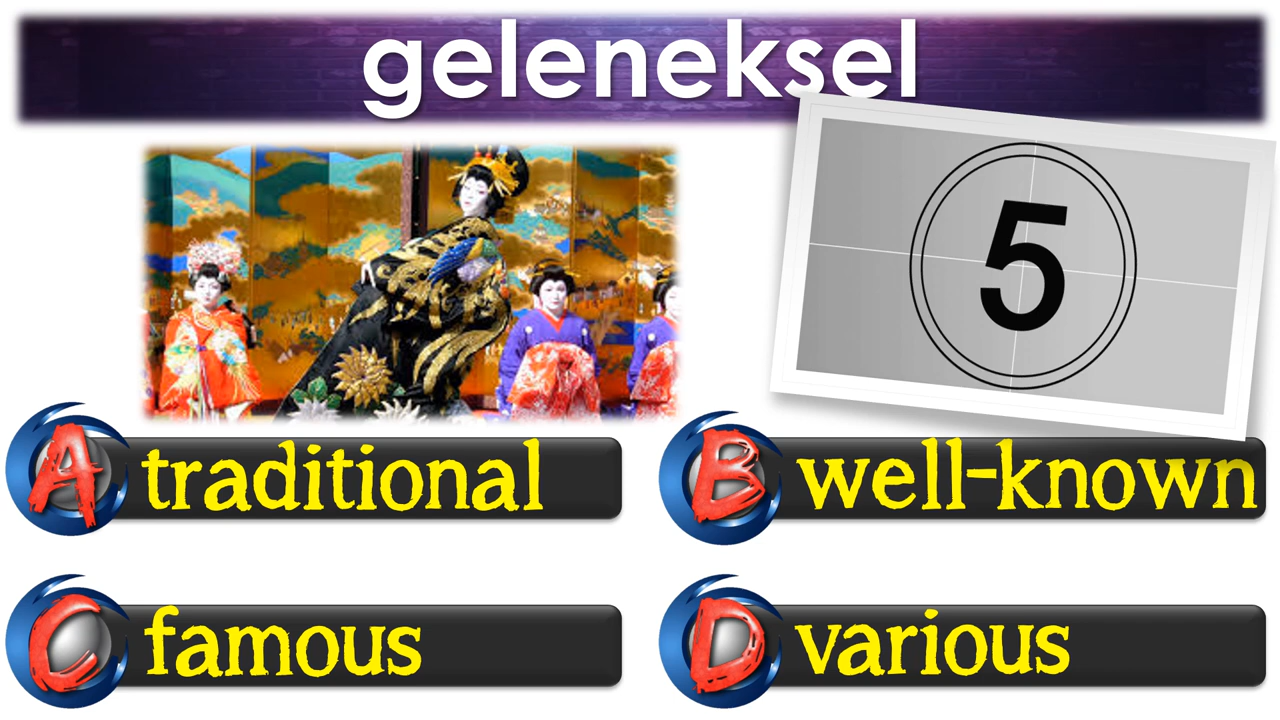 geleneksel
5
A traditional
B well-known
C famous
D various